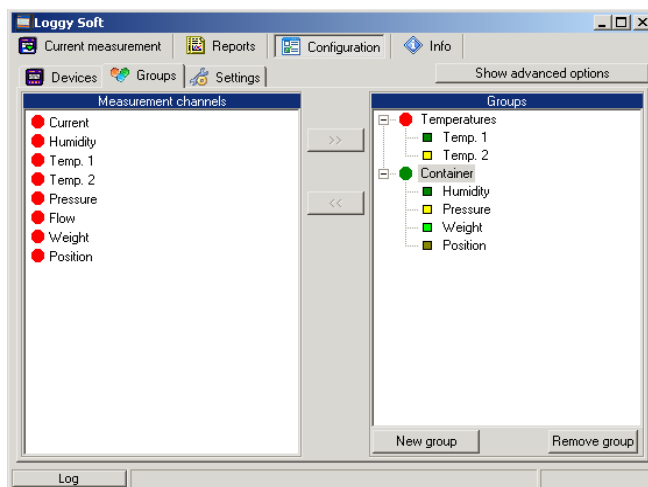 Loggy Soft
Current measurement Reports Configuration Info
Devices Groups Settings Show advanced options
Measurement channels
Current
Humidity
Temp. 1
Temp. 2
Pressure
Flow
Weight
Position
>>
<<
Groups
Temperatures
Temp. 1
Temp. 2
Container
Humidity
Pressure
Weight
Position
New group Remove group
Log